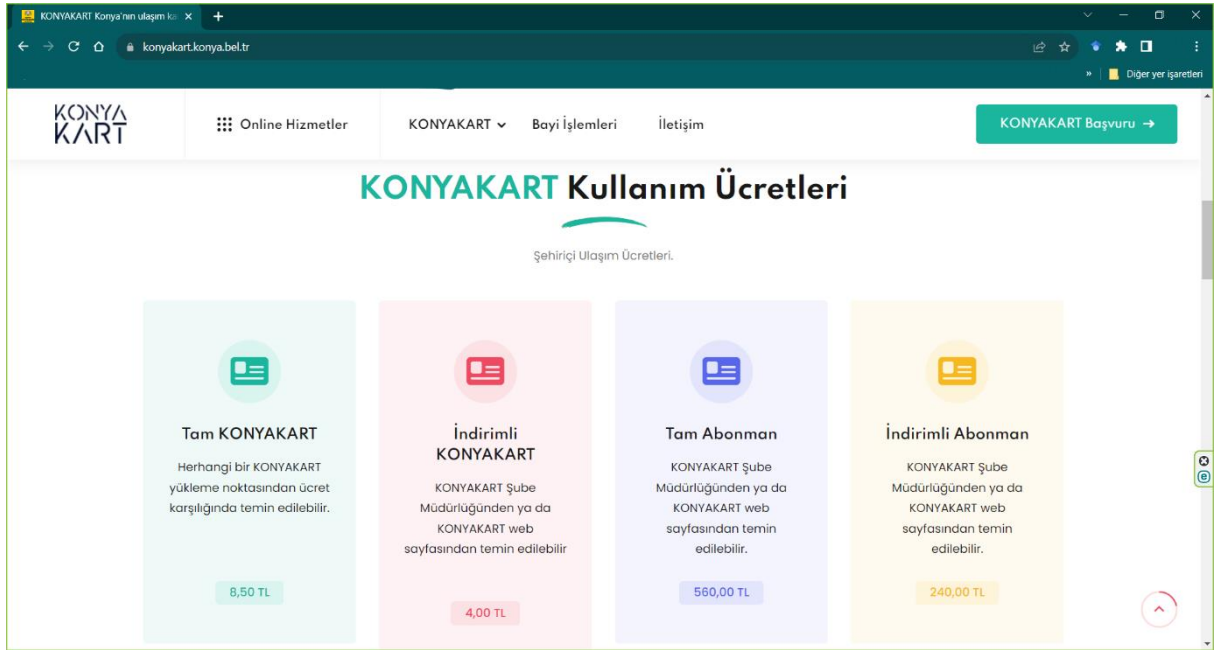 KONYAKART Konya'nın ulaşım ka
konyakart.konya.bel.tr
Diğer yer işaretleri
KONYA
KART
Online Hizmetler
KONYAKART
Bayi İşlemleri
İletişim
KONYAKART Başvuru →
KONYAKART Kullanım Ücretleri
Şehiriçi Ulaşım Ücretleri.
Tam KONYAKART
Herhangi bir KONYAKART
yükleme noktasından ücret
karşılığında temin edilebilir.
8,50 TL
İndirimli
KONYAKART
KONYAKART Şube
Müdürlüğünden ya da
KONYAKART web
sayfasından temin edilebilir
4,00 TL
Tam Abonman
KONYAKART Şube
Müdürlüğünden ya da
KONYAKART web
sayfasından temin
edilebilir.
560,00 TL
İndirimli Abonman
KONYAKART Şube
Müdürlüğünden ya da
KONYAKART web
sayfasından temin
edilebilir.
240,00 TL